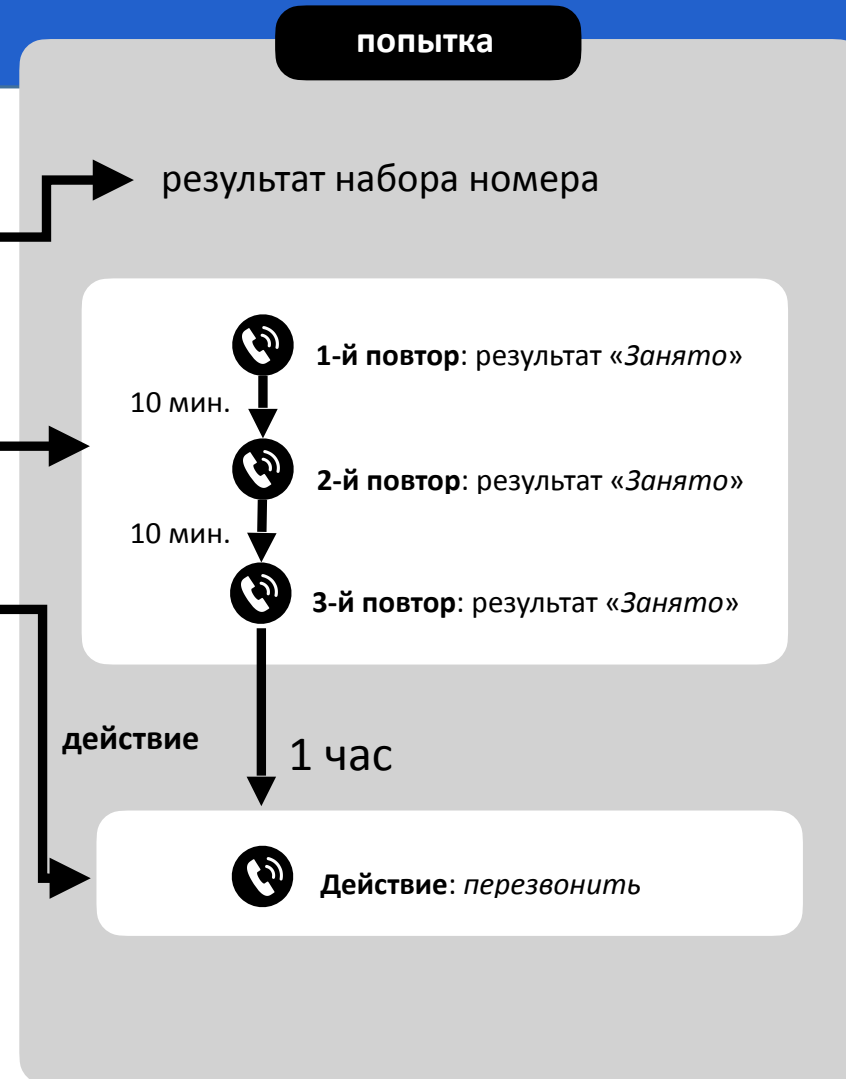 попытка
результат набора номера
1-й повтор: результат «Занято»
10 мин.
2-й повтор: результат «Занято»
10 мин.
3-й повтор: результат «Занято»
действие
1 час
Действие: перезвонить